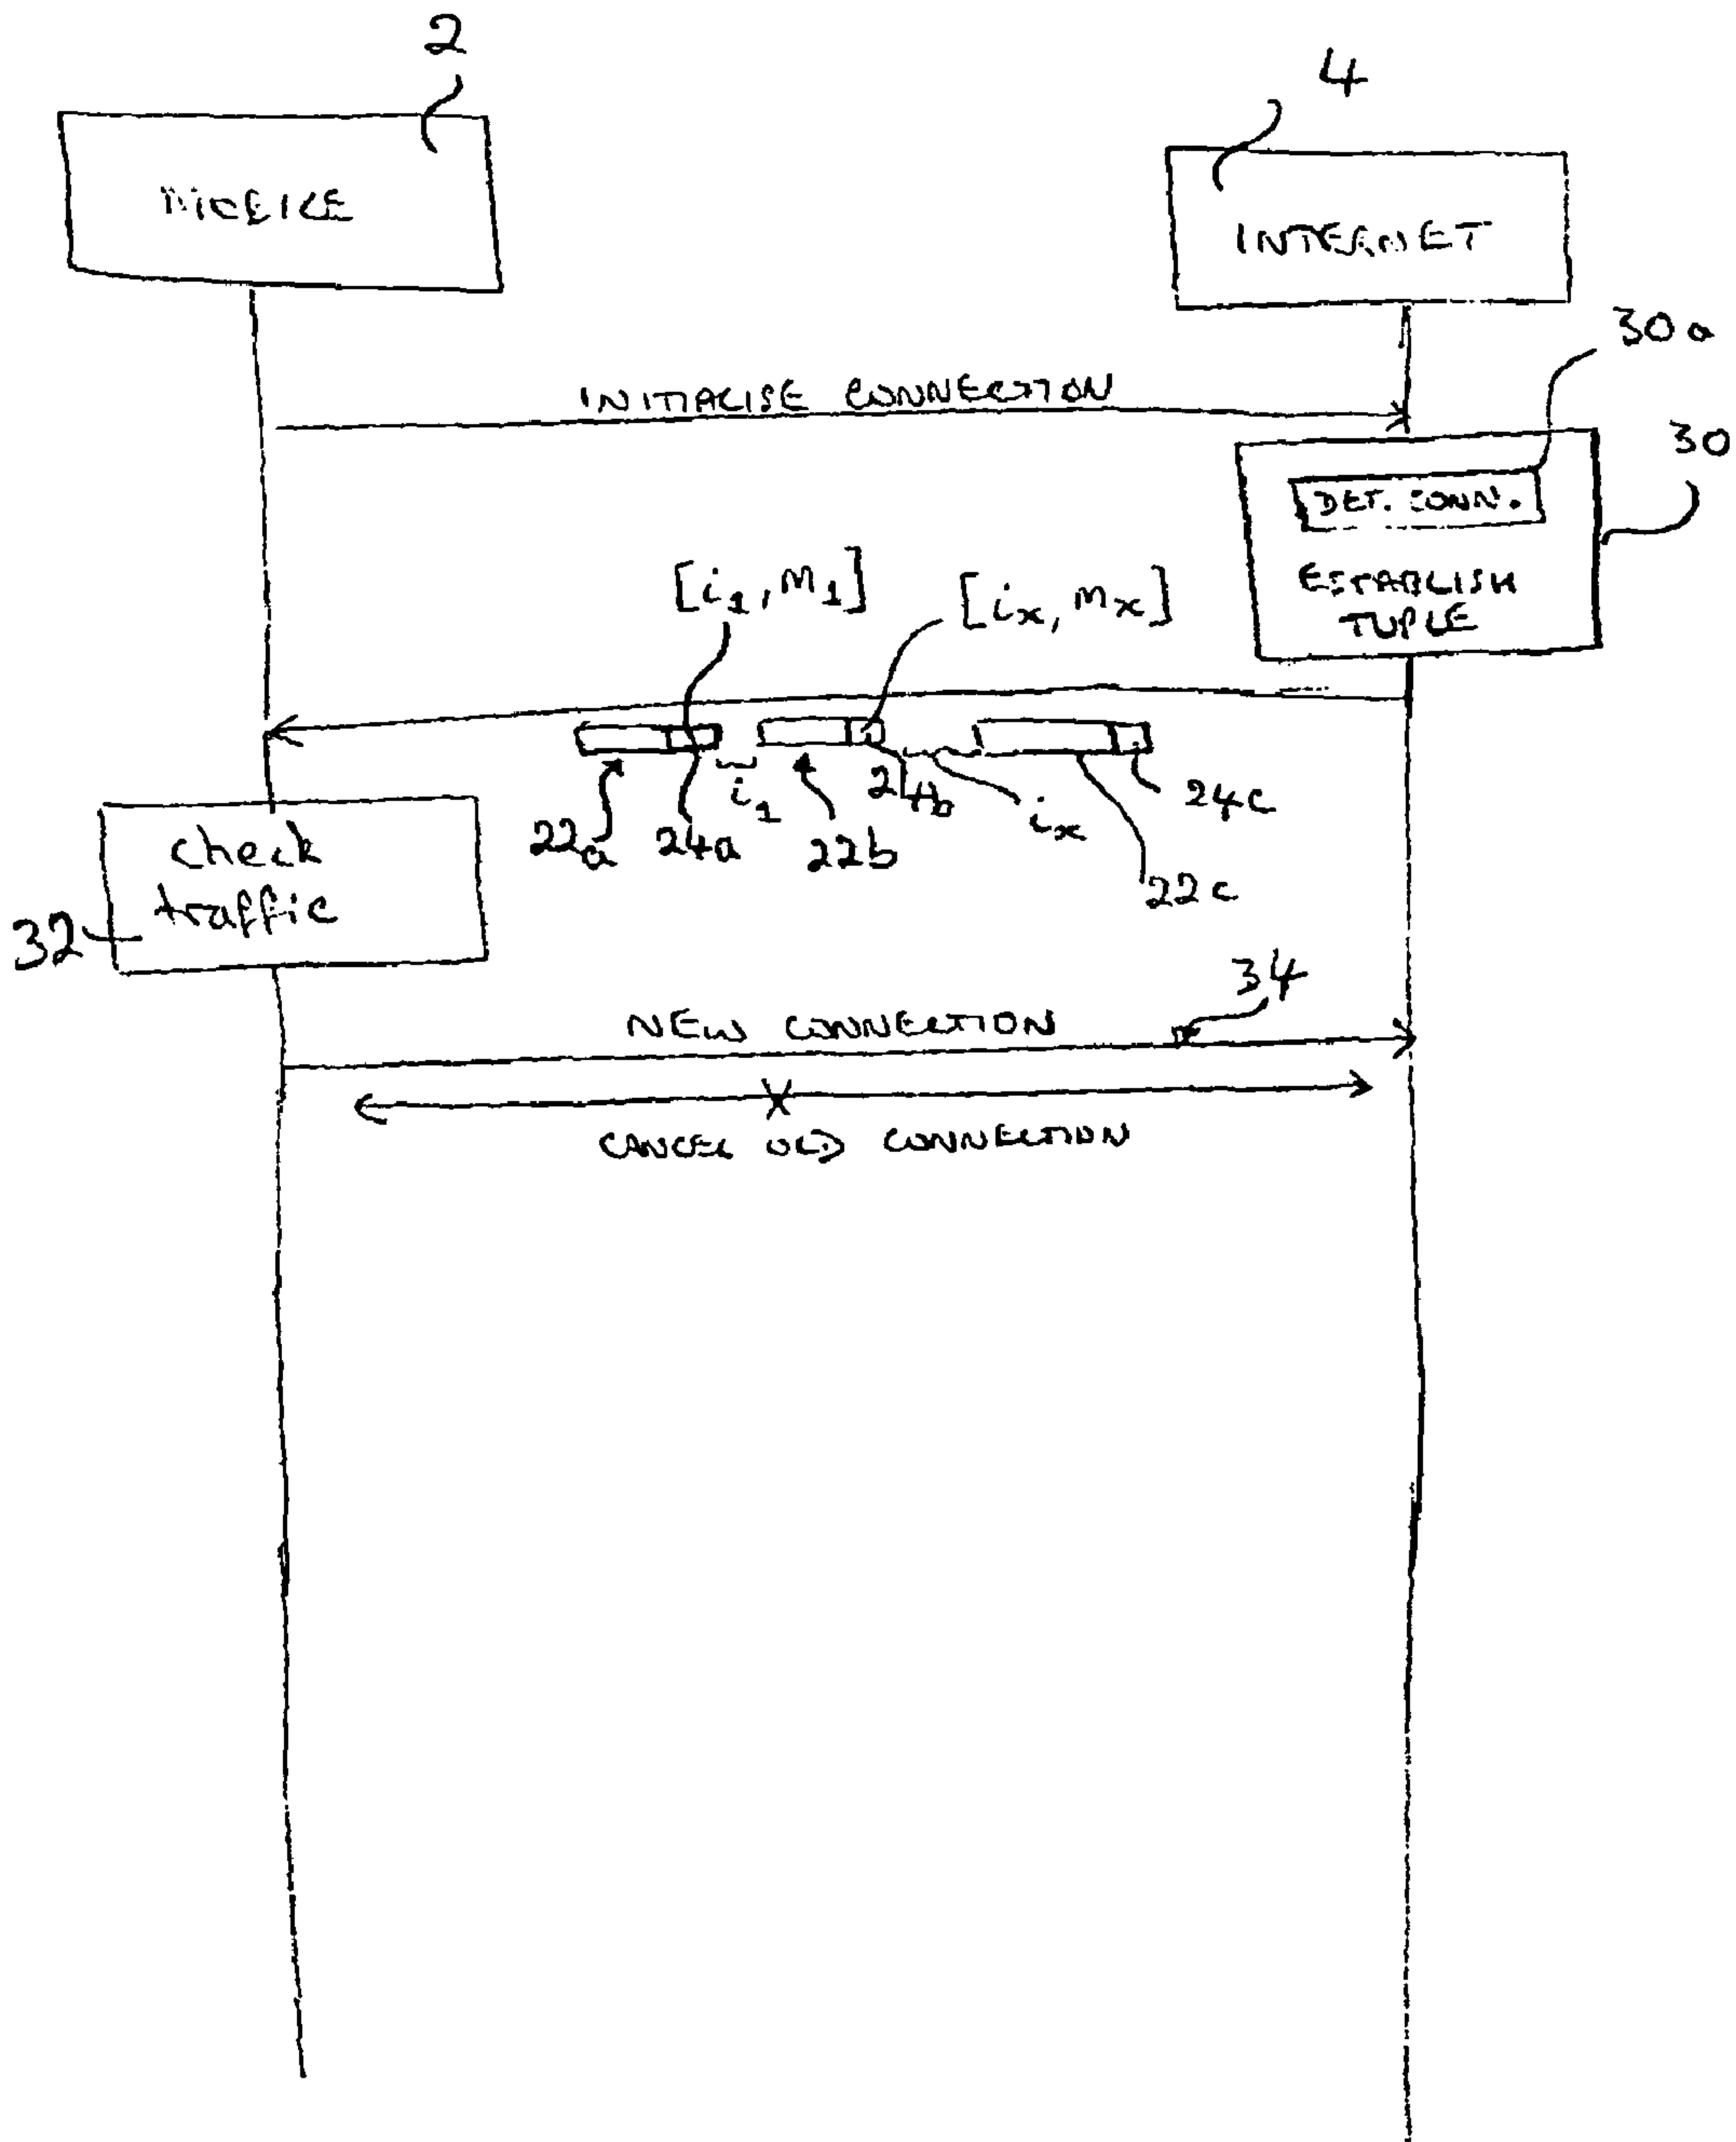 2
4
MOBILE
INTERNET
30a
INITIALISE CONNECTION
30
DET. CONN.
[i1, M1]
[ix, mx]
ESTABLISH
TUPLE
i1
24b
ix
24c
22a
24a
22b
22c
Check
traffic
32
34
NEW CONNECTION
CANCEL OLD CONNECTION